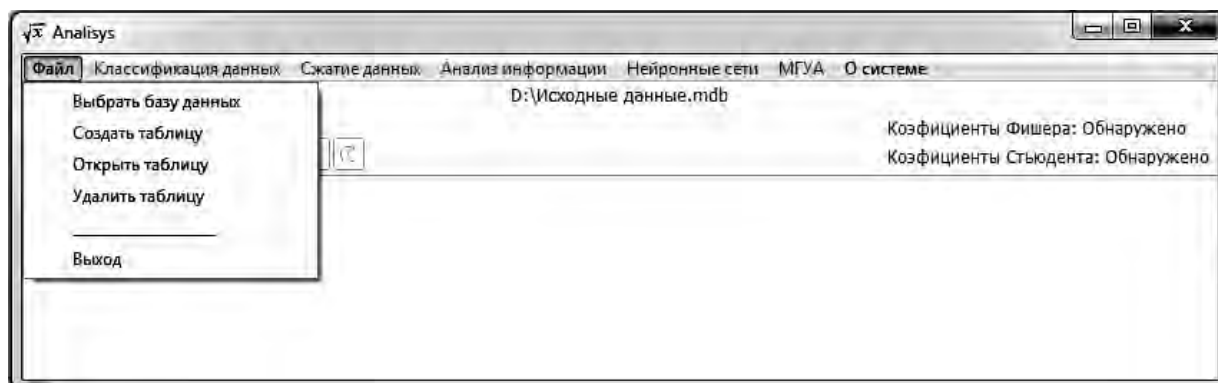 √x Analisys
Файл Классификация данных Сжатие данных Анализ информации Нейронные сети МГУА О системе
D:\Исходные данные.mdb
Выбрать базу данных
Создать таблицу
Открыть таблицу
Удалить таблицу
Выход
Коэфициенты Фишера: Обнаружено
Коэфициенты Стьюдента: Обнаружено